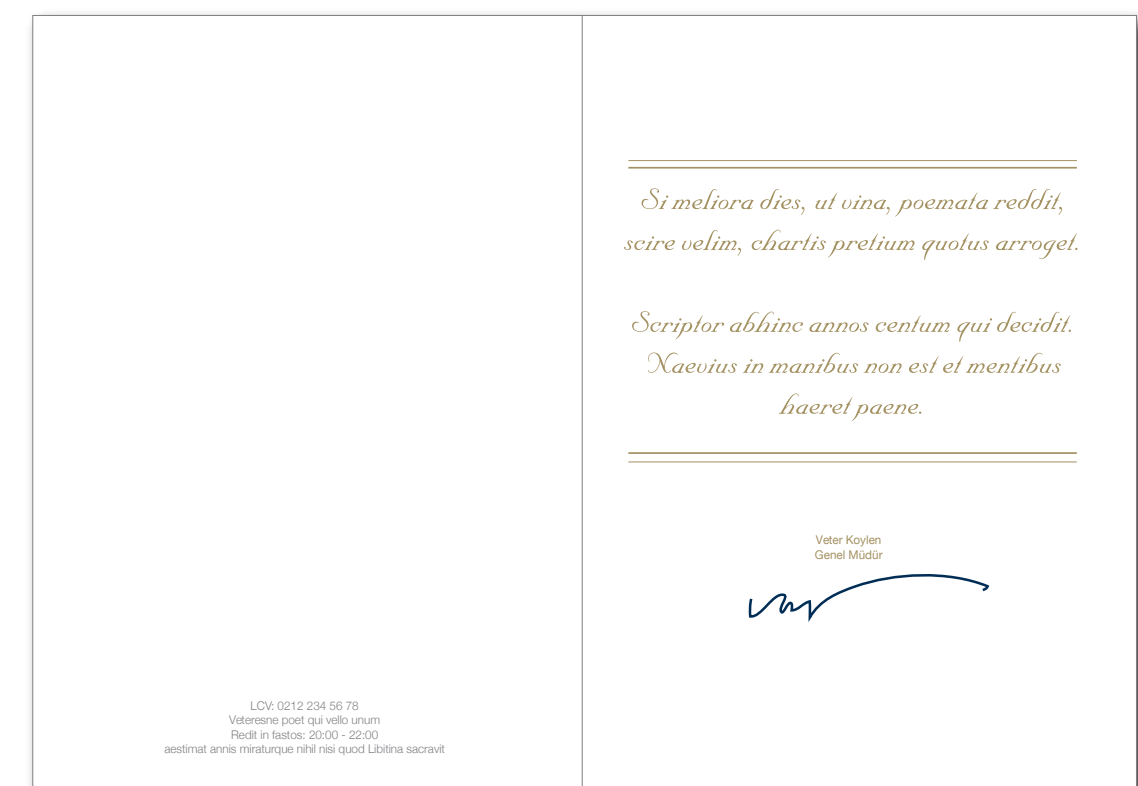 LCV: 0212 234 56 78
Veteresne poet qui vello unum
Redit in fastos: 20:00 - 22:00
aestimat annis miraturque nihil nisi quod Libitina sacravit
Si meliora dies, ut vina, poemata reddit,
scire velim, chartis pretium quotus arroget.
Scriptor abhinc annos centum qui decidit.
Naevius in manibus non est et mentibus
haeret paene.
Veter Koylen
Genel Müdür